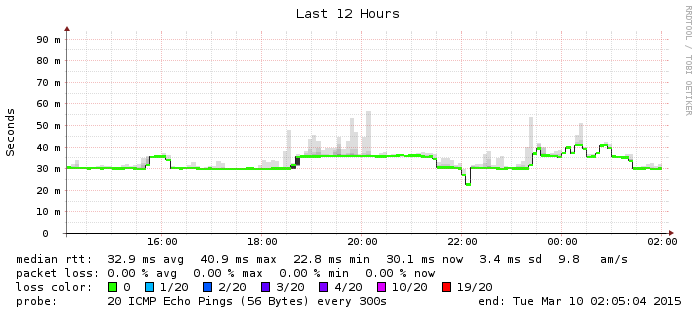 Last 12 Hours
RRDTOOL / TOBI OETIKER
Seconds
90 m
80 m
70 m
60 m
50 m
40 m
30 m
20 m
10 m
0
16:00 18:00 20:00 22:00 00:00 02:00
median rtt: 32.9 ms avg 40.9 ms max 22.8 ms min 30.1 ms now 3.4 ms sd 9.8 am/s
packet loss: 0.00 % avg 0.00 % max 0.00 % min 0.00 % now
loss color: 0 1/20 2/20 3/20 4/20 10/20 19/20
probe: 20 ICMP Echo Pings (56 Bytes) every 300s end: Tue Mar 10 02:05:04 2015